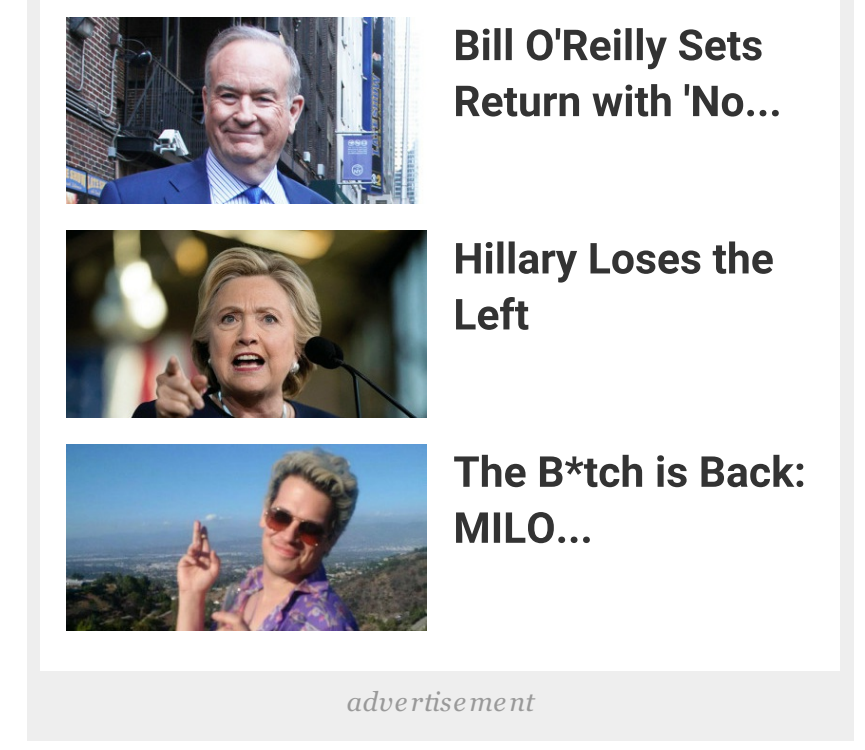 Bill O'Reilly Sets
Return with 'No...
Hillary Loses the
Left
The B*tch is Back:
MILO...
advertisement